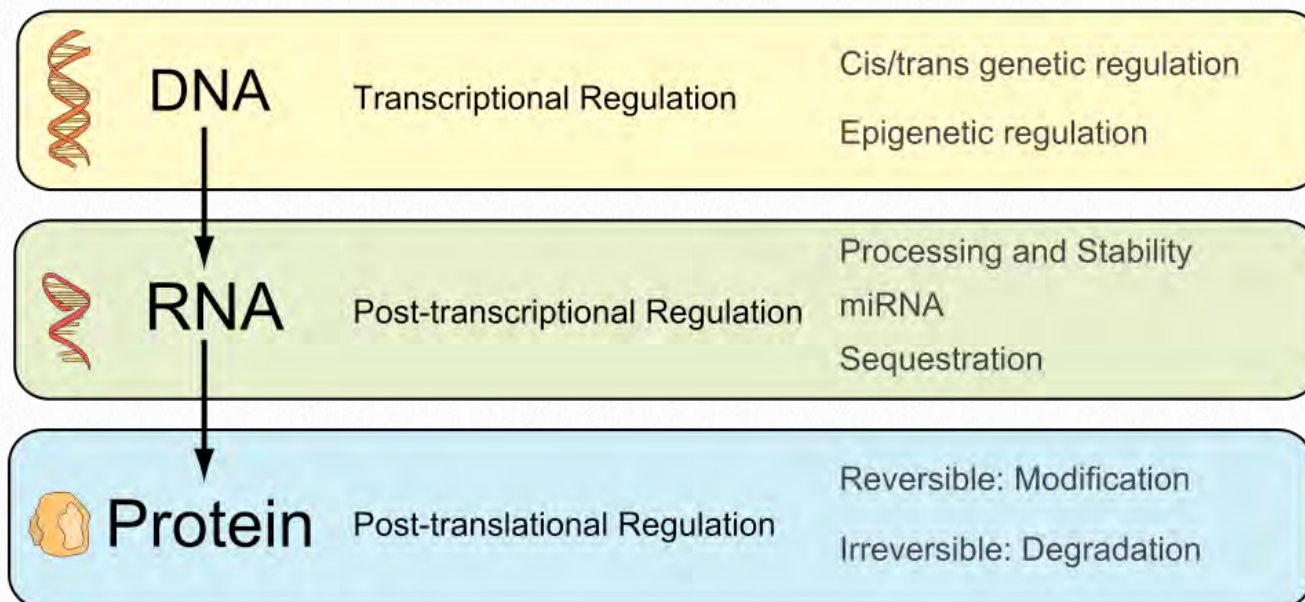 DNA
Transcriptional Regulation
Cis/trans genetic regulation
Epigenetic regulation
RNA
Post-transcriptional Regulation
Processing and Stability
miRNA
Sequestration
Protein
Post-translational Regulation
Reversible: Modification
Irreversible: Degradation